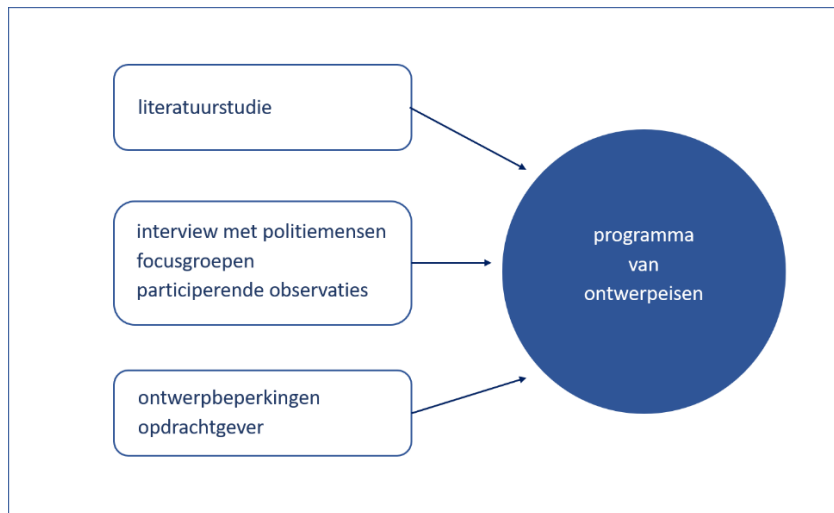 literatuurstudie
interview met politiemensen
focusgroepen
participerende observaties
ontwerpbeperkingen
opdrachtgever
programma
van
ontwerpeisen